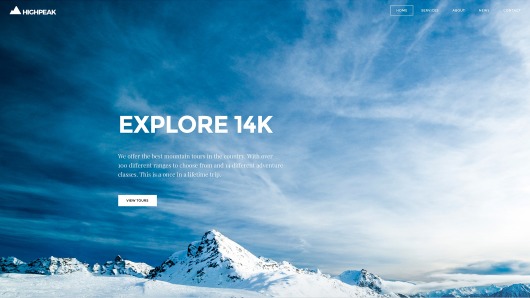 HIGHPEAK
HOME SERVICES ABOUT NEWS CONTACT
EXPLORE 14K
We offer the best mountain tours in the country. With over
100 different ranges to choose from and 12 different adventure
classes. This is a once in a lifetime trip.
VIEW TOURS